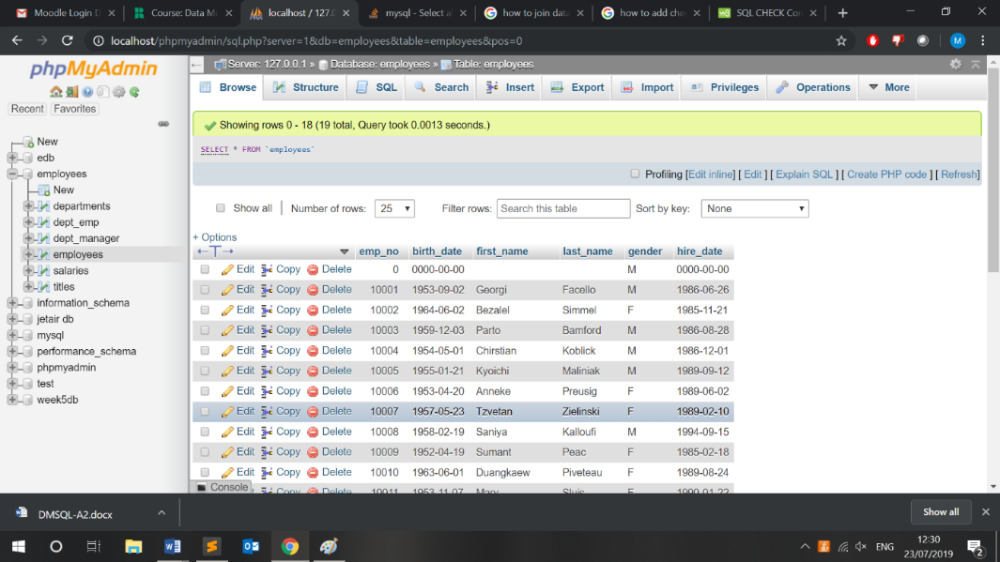 Moodle Login D
Course: Data M
localhost / 127.
mysql - Select a
how to join data
how to add che
SQL CHECK Con
localhost/phpmyadmin/sql.php?server=1&db=employees&table=employees&pos=0
M
phpMyAdmin
Recent Favorites
New
edb
employees
New
departments
dept_emp
dept_manager
employees
salaries
titles
information_schema
jetair db
mysql
performance_schema
phpmyadmin
test
week5db
Server: 127.0.0.1 » Database: employees » Table: employees
Browse Structure SQL Search Insert Export Import Privileges Operations More
Showing rows 0 - 18 (19 total, Query took 0.0013 seconds.)
SELECT * FROM `employees`
Profiling [Edit inline] [ Edit ] [ Explain SQL ] [ Create PHP code ] [ Refresh]
Show all Number of rows: 25 Filter rows: Search this table Sort by key: None
+ Options
emp_no birth_date first_name last_name gender hire_date
Edit Copy Delete 0 0000-00-00 M 0000-00-00
Edit Copy Delete 10001 1953-09-02 Georgi Facello M 1986-06-26
Edit Copy Delete 10002 1964-06-02 Bezalel Simmel F 1985-11-21
Edit Copy Delete 10003 1959-12-03 Parto Bamford M 1986-08-28
Edit Copy Delete 10004 1954-05-01 Chirstian Koblick M 1986-12-01
Edit Copy Delete 10005 1955-01-21 Kyoichi Maliniak M 1989-09-12
Edit Copy Delete 10006 1953-04-20 Anneke Preusig F 1989-06-02
Edit Copy Delete 10007 1957-05-23 Tzvetan Zielinski F 1989-02-10
Edit Copy Delete 10008 1958-02-19 Saniya Kalloufi M 1994-09-15
Edit Copy Delete 10009 1952-04-19 Sumant Peac F 1985-02-18
Edit Copy Delete 10010 1963-06-01 Duangkaew Piveteau F 1989-08-24
Edit Copy Delete 10011 1953-11-07 Mary Sluis F 1990-01-22
Console
DMSQL-A2.docx
Show all
ENG
12:30
23/07/2019
2